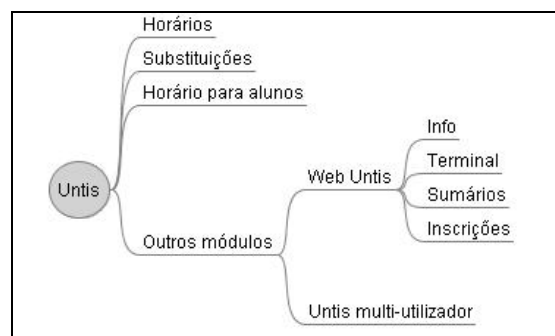 Horários
Substituições
Horário para alunos
Untis
Outros módulos
Web Untis
Info
Terminal
Sumários
Inscrições
Untis multi-utilizador